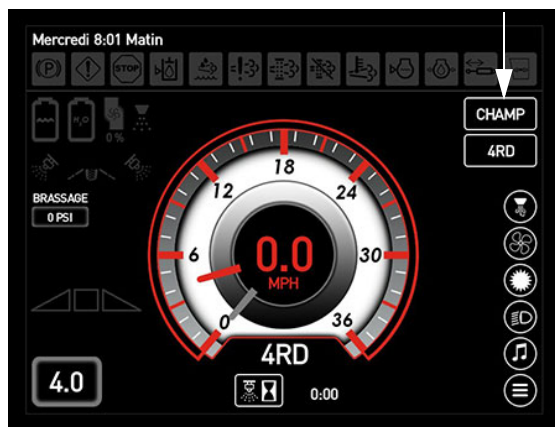 Mercredi 8:01 Matin
(P)
STOP
CHAMP
4RD
H₂O
0 %
BRASSAGE
0 PSI
0
6
12
18
24
30
36
0.0
MPH
4RD
4.0
0:00